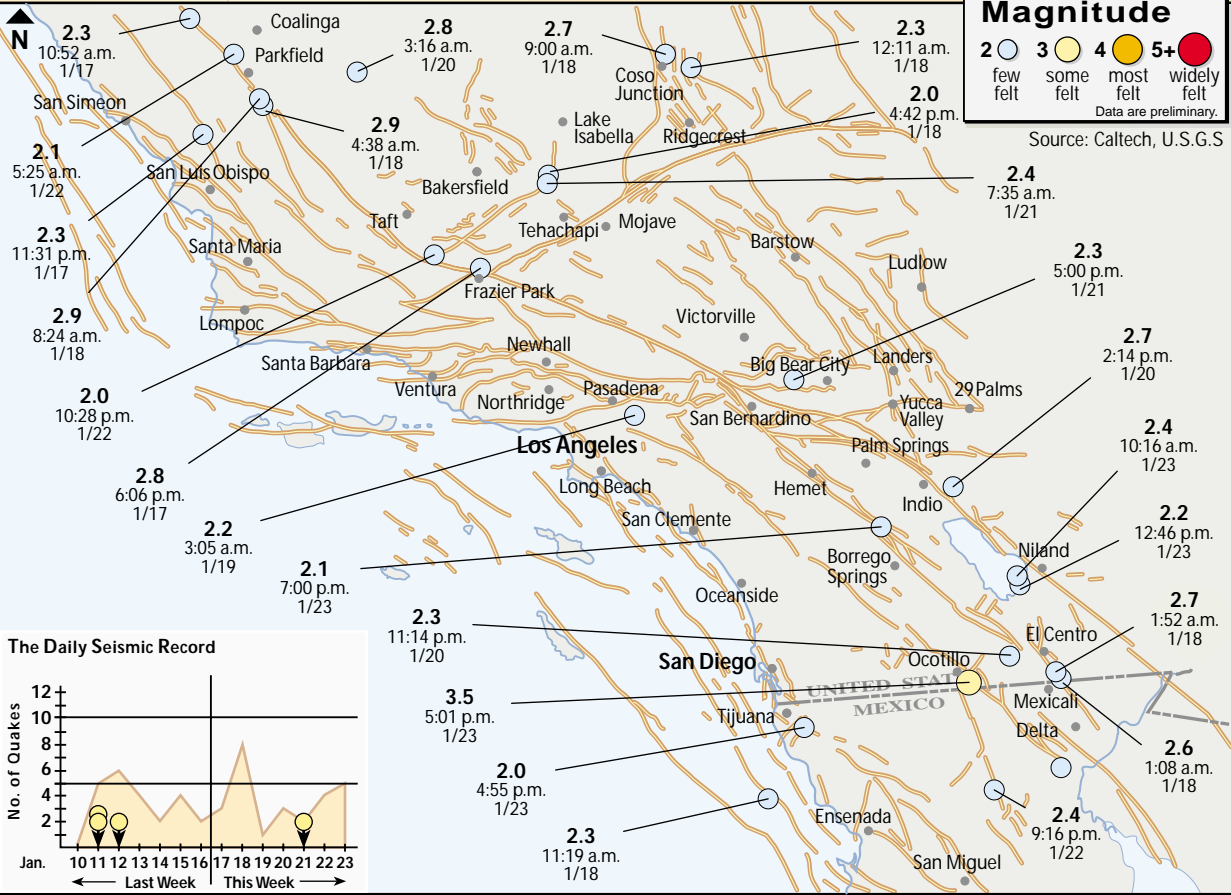 N
2.3
10:52 a.m.
1/17
Coalinga
Parkfield
2.8
3:16 a.m.
1/20
2.7
9:00 a.m.
1/18
Coso
Junction
2.3
12:11 a.m.
1/18
Magnitude
2 3 4 5+
few felt
some felt
most felt
widely felt
Data are preliminary.
Source: Caltech, U.S.G.S
San Simeon
2.9
4:38 a.m.
1/18
Lake
Isabella
Ridgecrest
2.0
4:42 p.m.
1/18
2.1
5:25 a.m.
1/22
San Luis Obispo
Bakersfield
2.4
7:35 a.m.
1/21
Taft
Tehachapi
Mojave
2.3
11:31 p.m.
1/17
Santa Maria
Barstow
Ludlow
2.3
5:00 p.m.
1/21
Frazier Park
2.9
8:24 a.m.
1/18
Lompoc
Victorville
2.7
2:14 p.m.
1/20
Santa Barbara
Newhall
Big Bear City
Landers
2.0
10:28 p.m.
1/22
Ventura
Northridge
Pasadena
San Bernardino
Yucca
Valley
29 Palms
Los Angeles
Palm Springs
2.4
10:16 a.m.
1/23
2.8
6:06 p.m.
1/17
Long Beach
Hemet
Indio
2.2
3:05 a.m.
1/19
San Clemente
2.2
12:46 p.m.
1/23
2.1
7:00 p.m.
1/23
Borrego
Springs
Niland
Oceanside
2.3
11:14 p.m.
1/20
2.7
1:52 a.m.
1/18
El Centro
San Diego
Ocotillo
UNITED STAT
MEXICO
3.5
5:01 p.m.
1/23
Tijuana
Mexicali
Delta
2.6
1:08 a.m.
1/18
2.0
4:55 p.m.
1/23
2.4
9:16 p.m.
1/22
2.3
11:19 a.m.
1/18
Ensenada
San Miguel
The Daily Seismic Record
No. of Quakes
12
10
8
6
4
2
Jan. 10 11 12 13 14 15 16 17 18 19 20 21 22 23
Last Week This Week